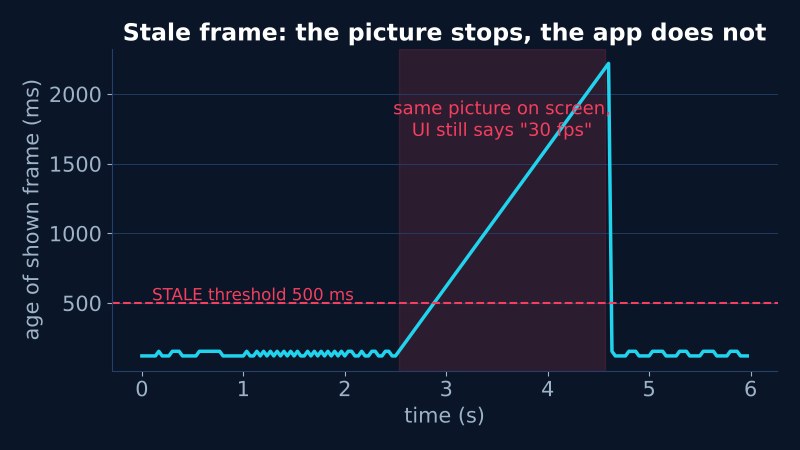 Stale frame: the picture stops, the app does not
2000
1500
1000
500
age of shown frame (ms)
same picture on screen,
UI still says "30 fps"
STALE threshold 500 ms
0 1 2 3 4 5 6
time (s)